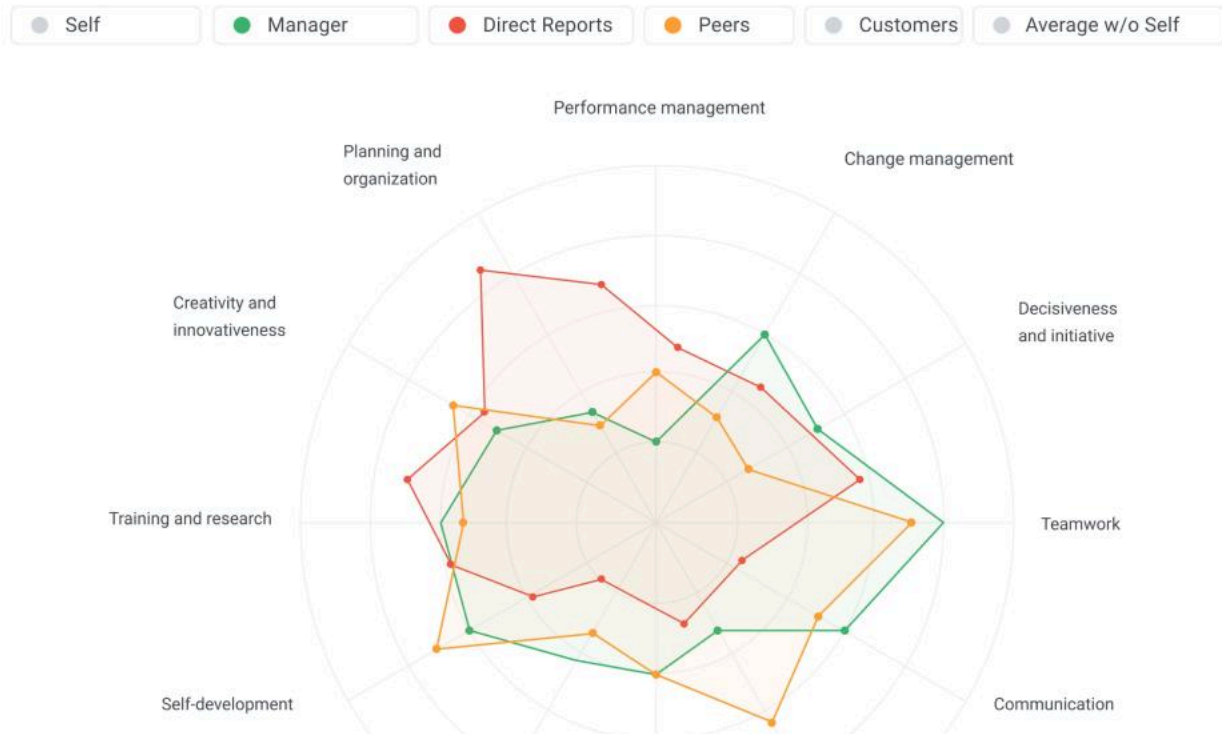 Self
Manager
Direct Reports
Peers
Customers
Average w/o Self
Performance management
Planning and
organization
Change management
Creativity and
innovativeness
Decisiveness
and initiative
Training and research
Teamwork
Self-development
Communication